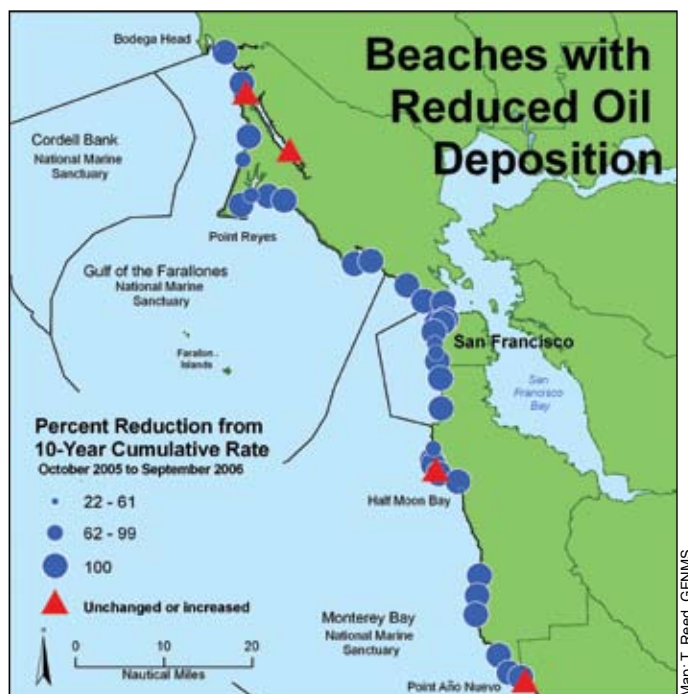 Beaches with
Reduced Oil
Deposition
Bodega Head
Cordell Bank
National Marine
Sanctuary
Point Reyes
Gulf of the Farallones
National Marine
Sanctuary
Farallon
Islands
San Francisco
San
Francisco
Bay
Percent Reduction from
10-Year Cumulative Rate
October 2005 to September 2006
22 - 61
62 - 99
100
Unchanged or increased
Half Moon Bay
Monterey Bay
National Marine
Sanctuary
0 10 20
Nautical Miles
Point Año Nuevo
Map: T. Reed, GFNMS